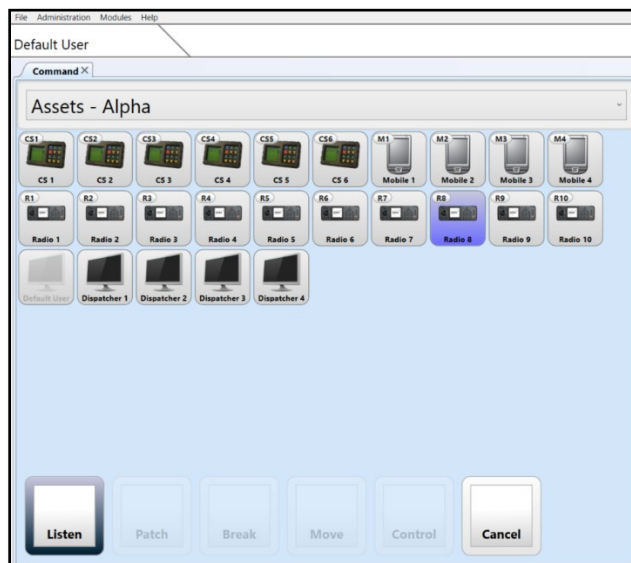 File Administration Modules Help
Default User
Command
Assets - Alpha
CS1 CS2 CS3 CS4 CS5 CS6 M1 M2 M3 M4
CS 1 CS 2 CS 3 CS 4 CS 5 CS 6 Mobile 1 Mobile 2 Mobile 3 Mobile 4
R1 R2 R3 R4 R5 R6 R7 R8 R9 R10
Radio 1 Radio 2 Radio 3 Radio 4 Radio 5 Radio 6 Radio 7 Radio 8 Radio 9 Radio 10
Default User Dispatcher 1 Dispatcher 2 Dispatcher 3 Dispatcher 4
Listen Patch Break Move Control Cancel